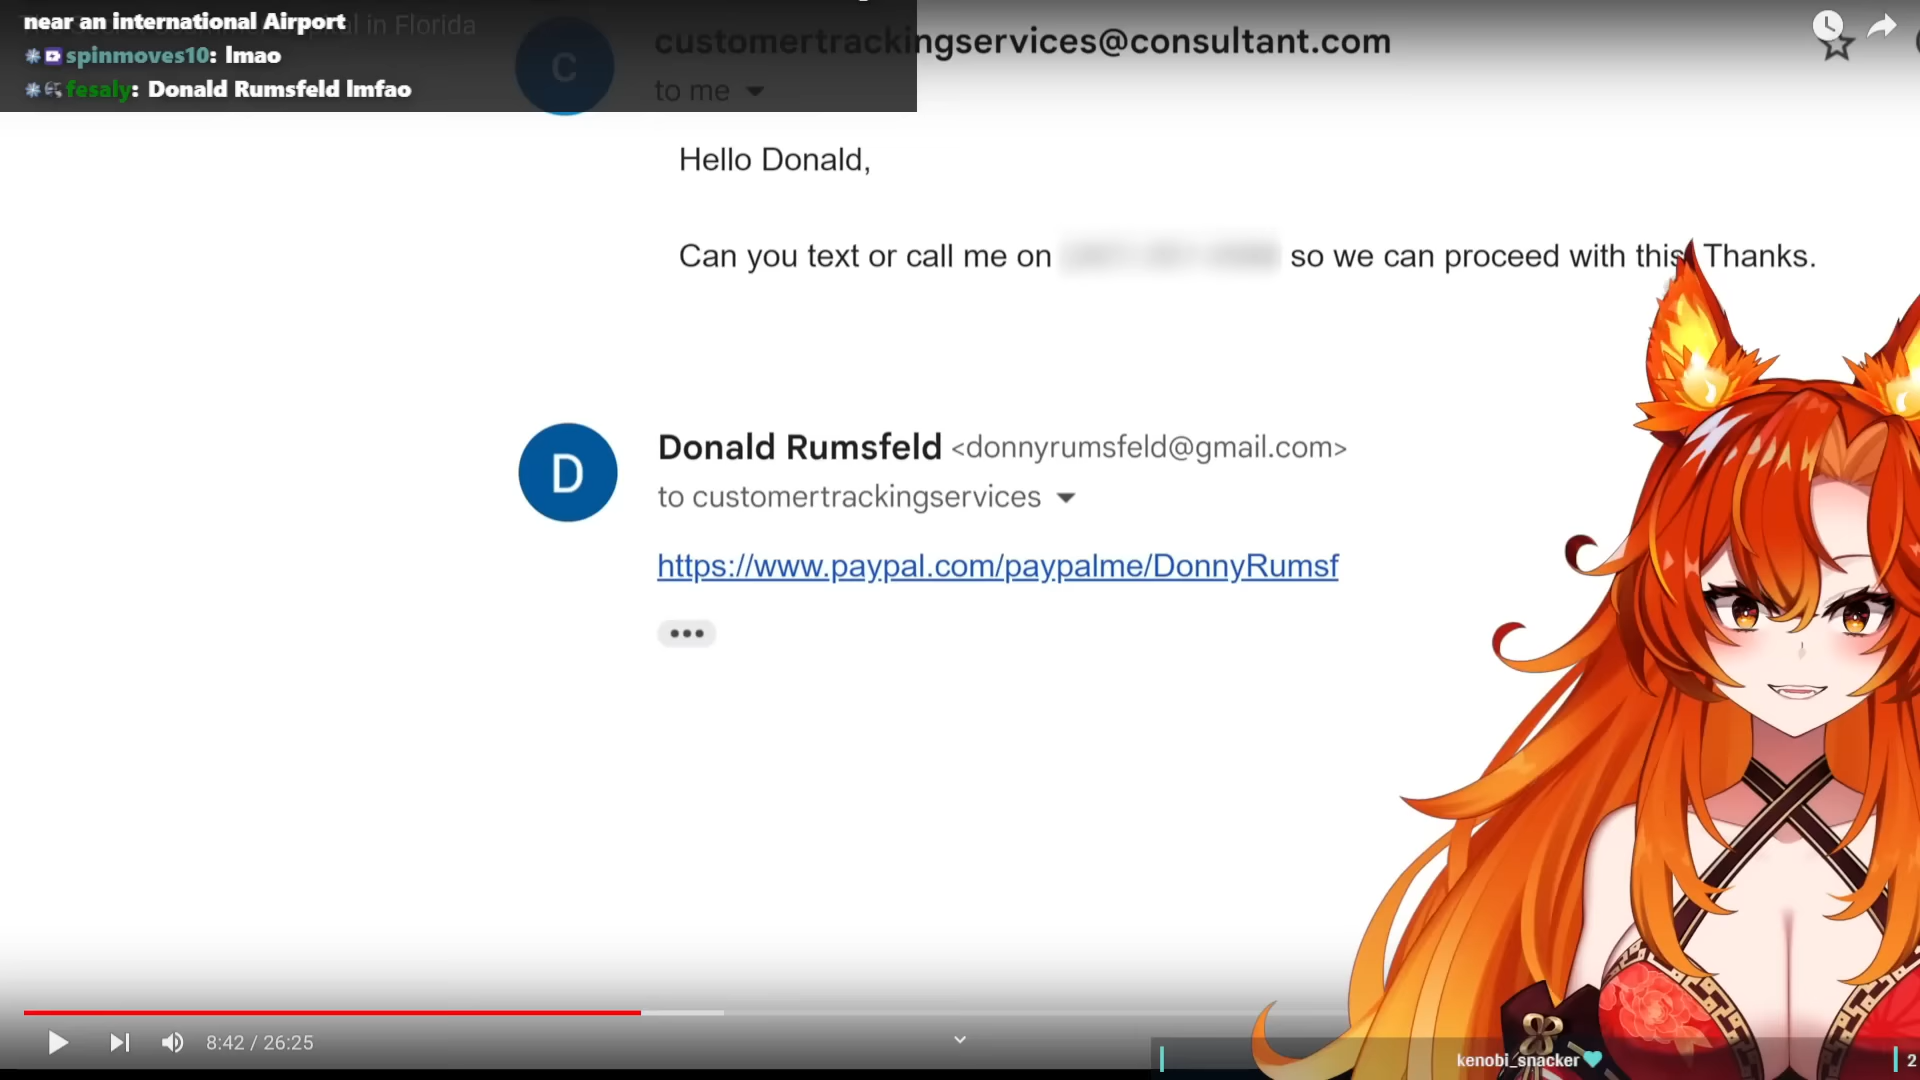 near an international Airport
l in Florida
spinmoves10: lmao
fesaly: Donald Rumsfeld lmfao
C
customertrackingservices@consultant.com
to me
Hello Donald,
Can you text or call me on so we can proceed with this! Thanks.
D
Donald Rumsfeld <donnyrumsfeld@gmail.com>
to customertrackingservices
https://www.paypal.com/paypalme/DonnyRumsf
8:42 / 26:25
kenobi_snacker
2